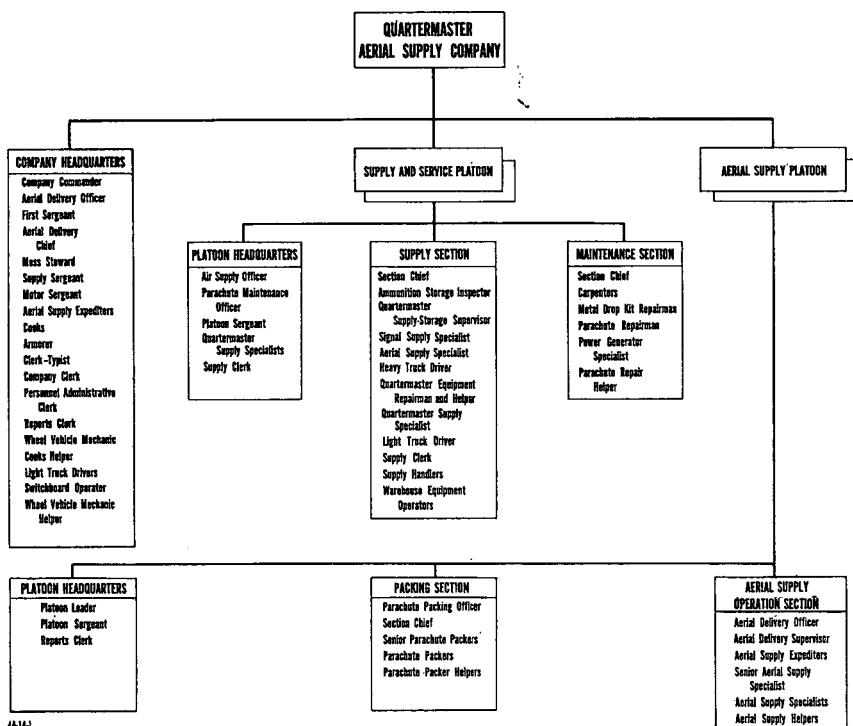 QUARTERMASTER
AERIAL SUPPLY COMPANY
COMPANY HEADQUARTERS
Company Commander
Aerial Delivery Officer
First Sergeant
Aerial Delivery
Chief
Mess Steward
Supply Sergeant
Motor Sergeant
Aerial Supply Expediters
Cooks
Armorer
Clerk-Typist
Company Clerk
Personnel Administrative
Clerk
Reports Clerk
Wheel Vehicle Mechanic
Cooks Helper
Light Truck Drivers
Switchboard Operator
Wheel Vehicle Mechanic
Helper
SUPPLY AND SERVICE PLATOON
AERIAL SUPPLY PLATOON
PLATOON HEADQUARTERS
Air Supply Officer
Parachute Maintenance
Officer
Platoon Sergeant
Quartermaster
Supply Specialists
Supply Clerk
SUPPLY SECTION
Section Chief
Ammunition Storage Inspector
Quartermaster
Supply-Storage Supervisor
Signal Supply Specialist
Aerial Supply Specialist
Heavy Truck Driver
Quartermaster Equipment
Repairman and Helper
Quartermaster Supply
Specialist
Light Truck Driver
Supply Clerk
Supply Handlers
Warehouse Equipment
Operators
MAINTENANCE SECTION
Section Chief
Carpenters
Metal Drop Kit Repairman
Parachute Repairman
Power Generator
Specialist
Parachute Repair
Helper
PLATOON HEADQUARTERS
Platoon Leader
Platoon Sergeant
Reports Clerk
PACKING SECTION
Parachute Packing Officer
Section Chief
Senior Parachute Packers
Parachute Packers
Parachute-Packer Helpers
AERIAL SUPPLY
OPERATION SECTION
Aerial Delivery Officer
Aerial Delivery Supervisor
Aerial Supply Expediters
Senior Aerial Supply
Specialist
Aerial Supply Specialists
Aerial Supply Helpers